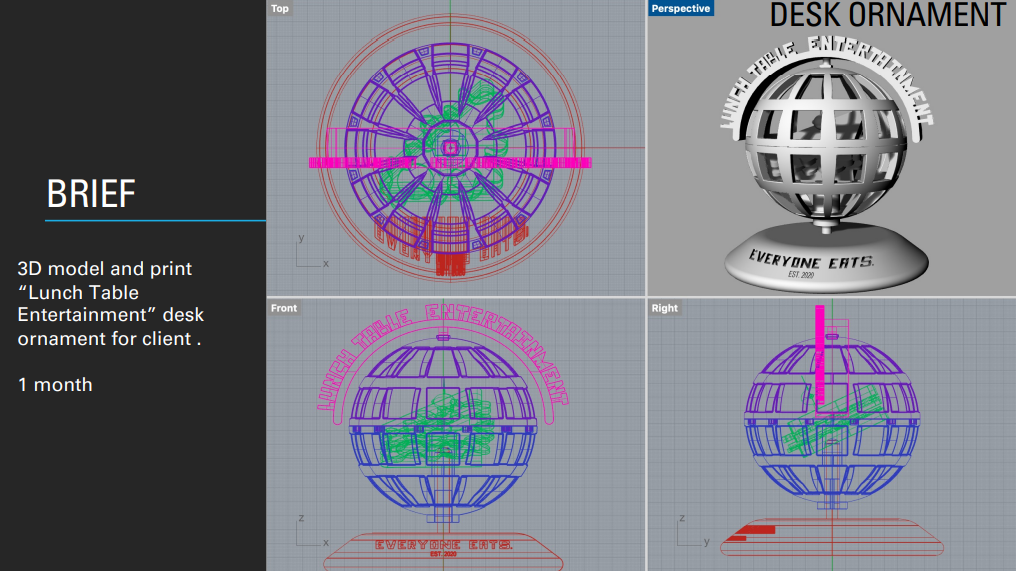 BRIEF
3D model and print
“Lunch Table
Entertainment” desk
ornament for client .
1 month
Top
y
x
Perspective
DESK ORNAMENT
LUNCH TABLE ENTERTAINMENT
EVERYONE EATS.
EST. 2020
EVERYONE EATS.
Front
LUNCH TABLE ENTERTAINMENT
z
x
EVERYONE EATS.
EST. 2020
Right
z
y